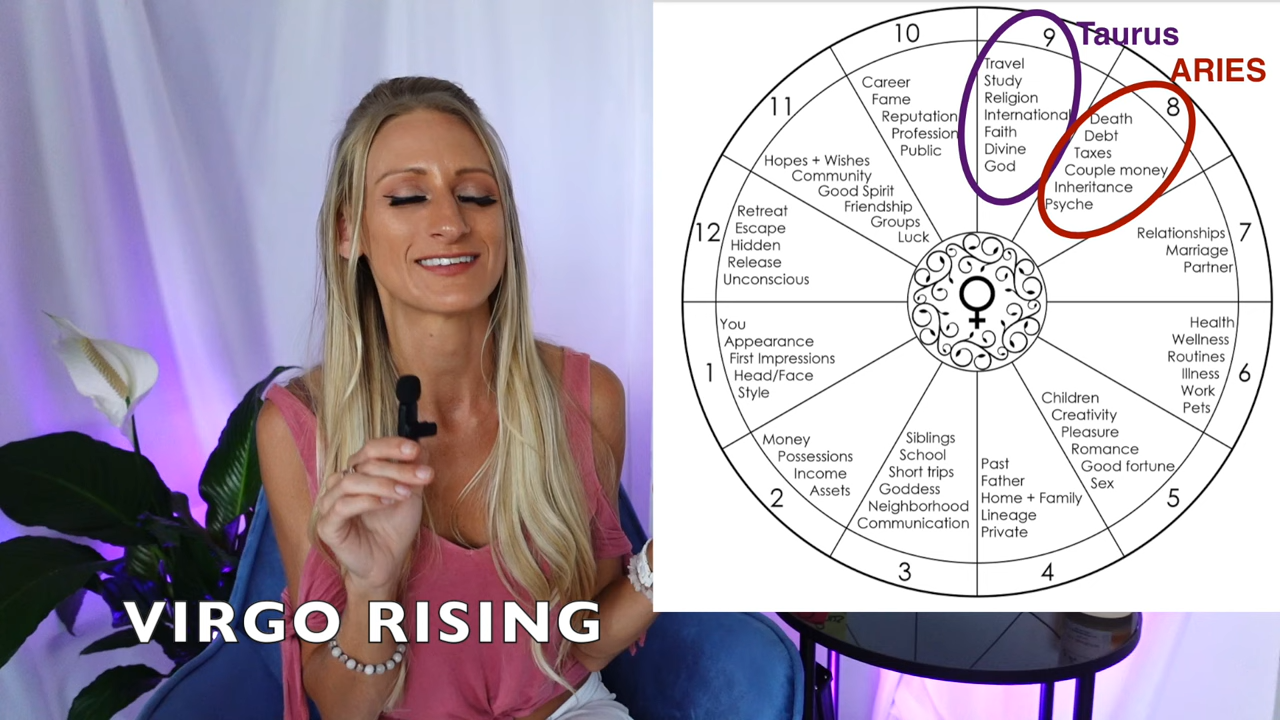 10
9
Taurus
ARIES
8
11
12
7
1
6
2
5
3
4
Career
Fame
Reputation
Profession
Public
Travel
Study
Religion
International
Faith
Divine
God
Death
Debt
Taxes
Couple money
Inheritance
Psyche
Hopes + Wishes
Community
Good Spirit
Friendship
Groups
Luck
Retreat
Escape
Hidden
Release
Unconscious
Relationships
Marriage
Partner
You
Appearance
First Impressions
Head/Face
Style
Health
Wellness
Routines
Illness
Work
Pets
Money
Possessions
Income
Assets
Siblings
School
Short trips
Goddess
Neighborhood
Communication
Past
Father
Home + Family
Lineage
Private
Children
Creativity
Pleasure
Romance
Good fortune
Sex
VIRGO RISING